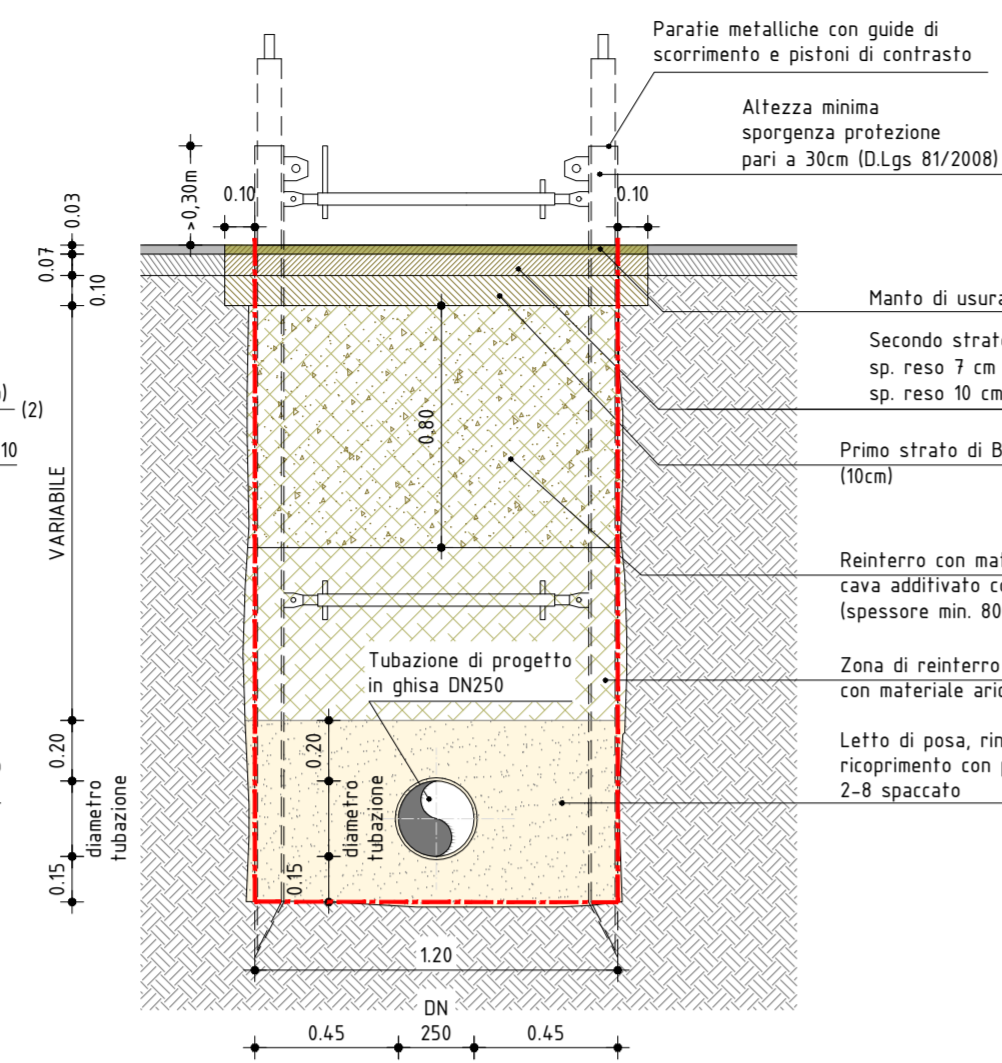 Paratie metalliche con guide di
scorrimento e pistoni di contrasto
Altezza minima
sporgenza protezione
pari a 30cm (D.Lgs 81/2008)
>0,30m
0.10
0.10
0.03
0.07
0.10
Manto di usura
Secondo strato
sp. reso 7 cm
sp. reso 10 cm
(2)
10
Primo strato di B
(10cm)
0.80
VARIABILE
Reinterro con mat
cava additivato co
(spessore min. 80
Tubazione di progetto
in ghisa DN250
Zona di reinterro
con materiale arid
Letto di posa, rin
ricoprimento con p
2-8 spaccato
0.20
diametro
tubazione
0.15
0.20
diametro
tubazione
0.15
1.20
DN
0.45
250
0.45